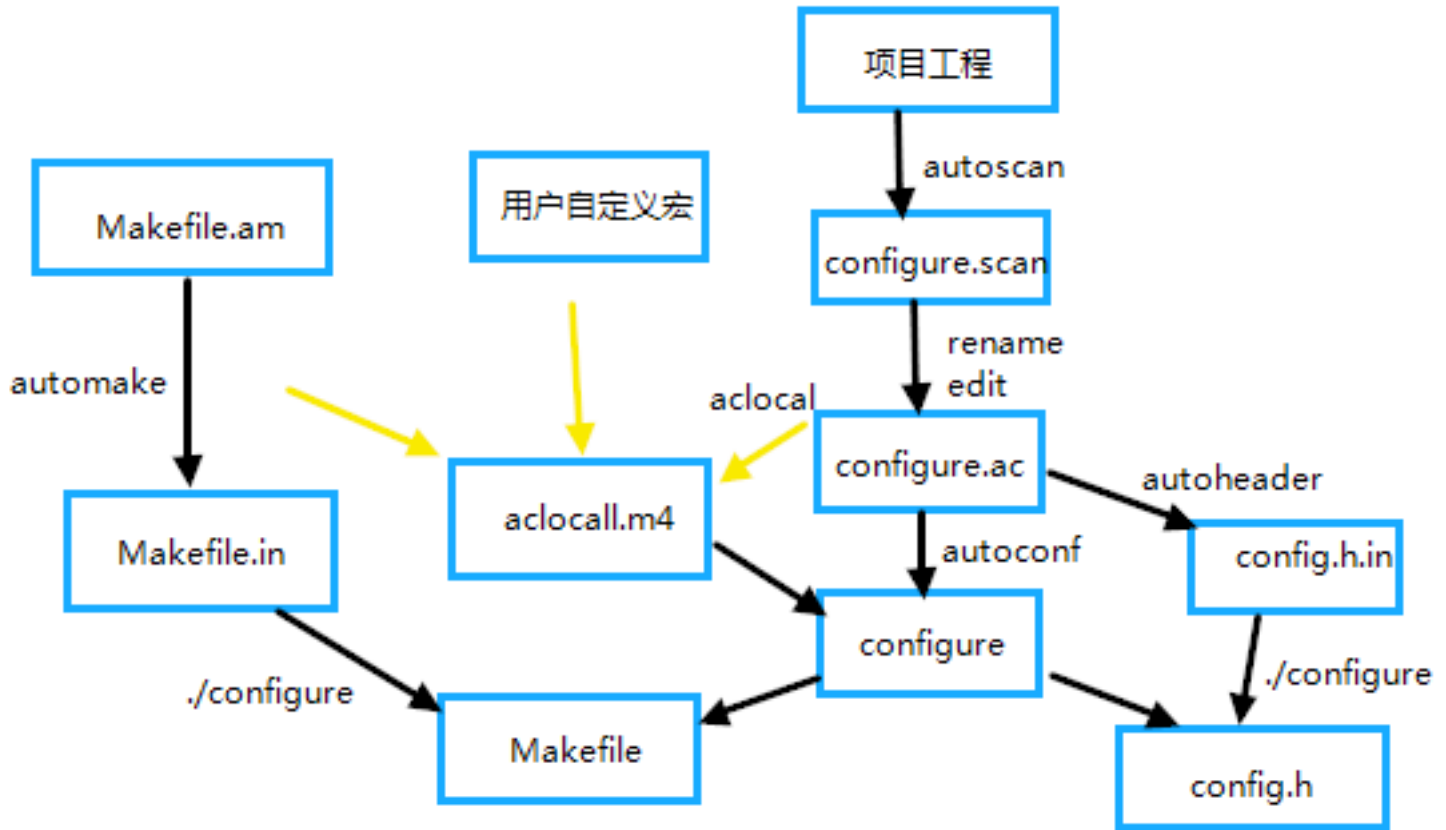 项目工程
autoscan
Makefile.am
用户自定义宏
configure.scan
rename
edit
automake
aclocal
configure.ac
autoheader
aclocall.m4
Makefile.in
autoconf
config.h.in
configure
./configure
./configure
Makefile
config.h